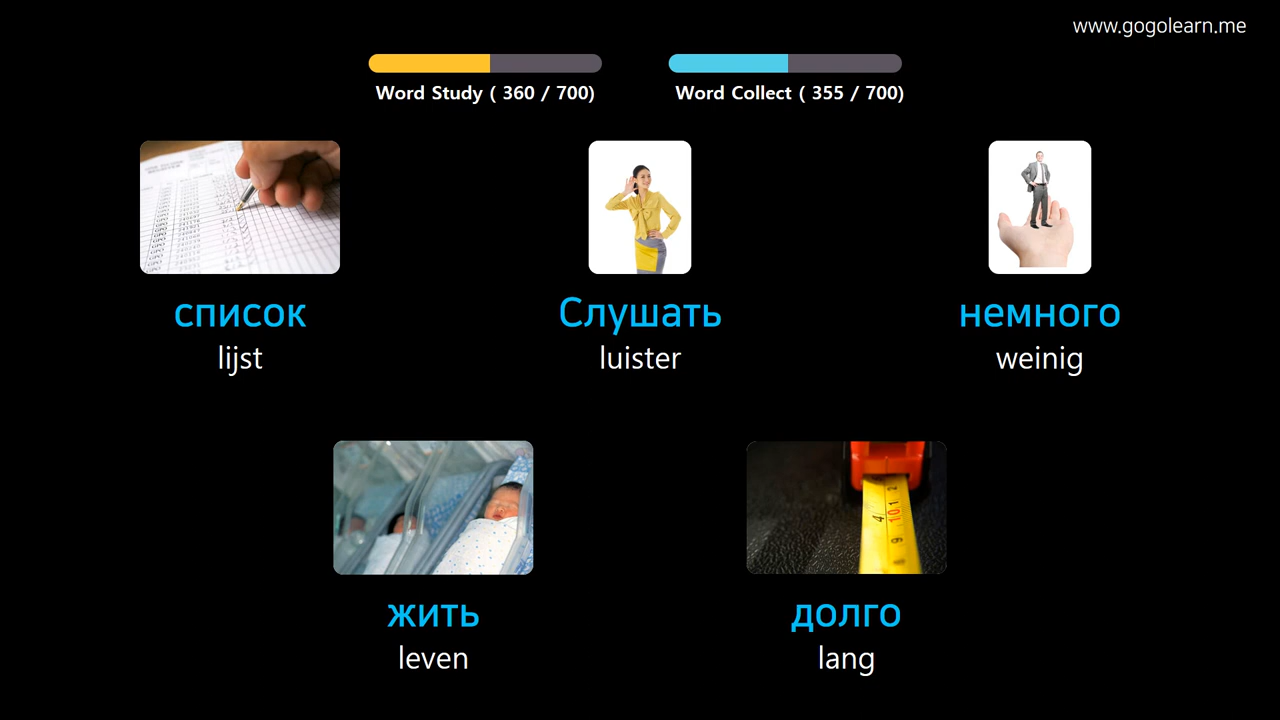 www.gogolearn.me
Word Study ( 360 / 700)
Word Collect ( 355 / 700)
список
lijst
Слушать
luister
немного
weinig
жить
leven
долго
lang